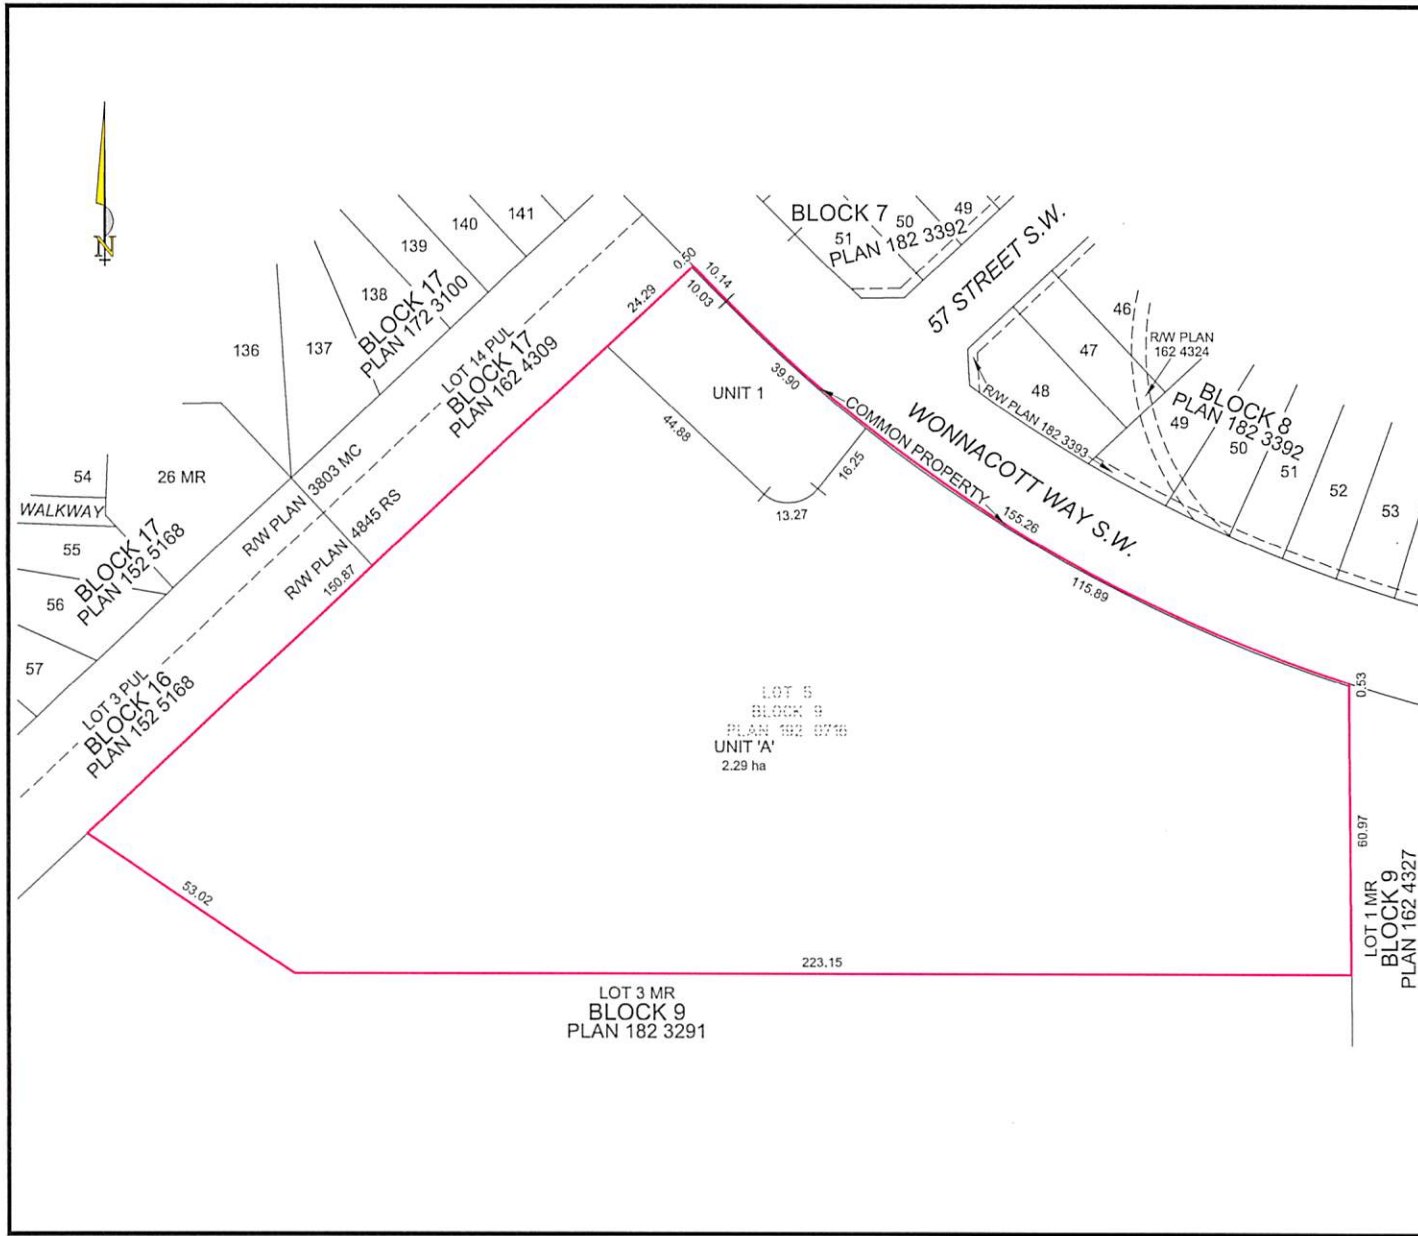 N
136
137
138
139
140
141
BLOCK 17
PLAN 172 3100
LOT 14 PUL
BLOCK 17
PLAN 162 4309
54
26 MR
WALKWAY
55
56
57
BLOCK 17
PLAN 152 5168
R/W PLAN 3803 MC
R/W PLAN 4845 RS
150.87
LOT 3 PUL
BLOCK 16
PLAN 152 5168
BLOCK 7
51
50
49
PLAN 182 3392
57 STREET S.W.
0.50
10.14
10.03
24.29
39.90
UNIT 1
44.88
16.25
13.27
COMMON PROPERTY
155.26
WONNACOTT WAY S.W.
115.89
46
47
48
R/W PLAN
162 4324
R/W PLAN 182 3393
BLOCK 8
PLAN 182 3392
49
50
51
52
53
LOT 5
BLOCK 9
PLAN 192 0718
UNIT 'A'
2.29 ha
0.53
60.97
LOT 1 MR
BLOCK 9
PLAN 162 4327
53.02
223.15
LOT 3 MR
BLOCK 9
PLAN 182 3291